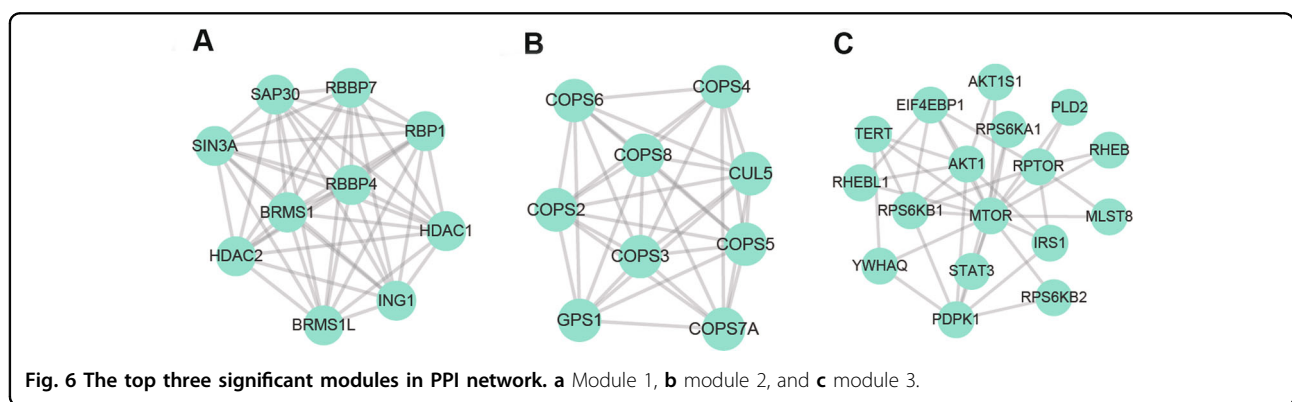 A
SAP30
RBBP7
SIN3A
RBP1
RBBP4
BRMS1
HDAC1
HDAC2
ING1
BRMS1L
B
COPS6
COPS4
COPS8
CUL5
COPS2
COPS5
COPS3
GPS1
COPS7A
C
AKT1S1
EIF4EBP1
PLD2
TERT
RPS6KA1
AKT1
RPTOR
RHEB
RHEBL1
RPS6KB1
MTOR
MLST8
IRS1
YWHAQ
STAT3
RPS6KB2
PDPK1
Fig. 6 The top three significant modules in PPI network. a Module 1, b module 2, and c module 3.